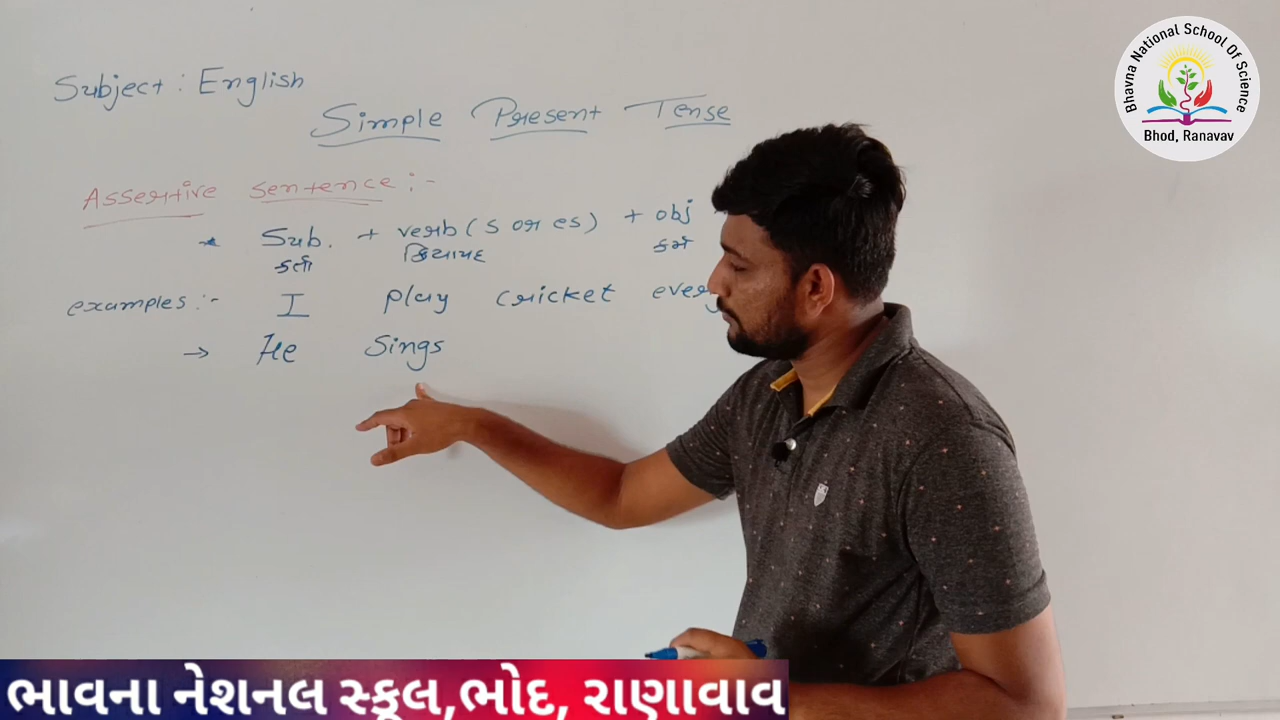 Subject : English
Simple Present Tense
Assertive sentence :-
Sub. + verb (s or es) + obj
કર્તા ક્રિયાપદ કર્મ
examples :- I play cricket every
→ He Sings
Bhavna National School Of Science
Bhod, Ranavav
ભાવના નેશનલ સ્કૂલ,ભોદ, રાણાવાવ